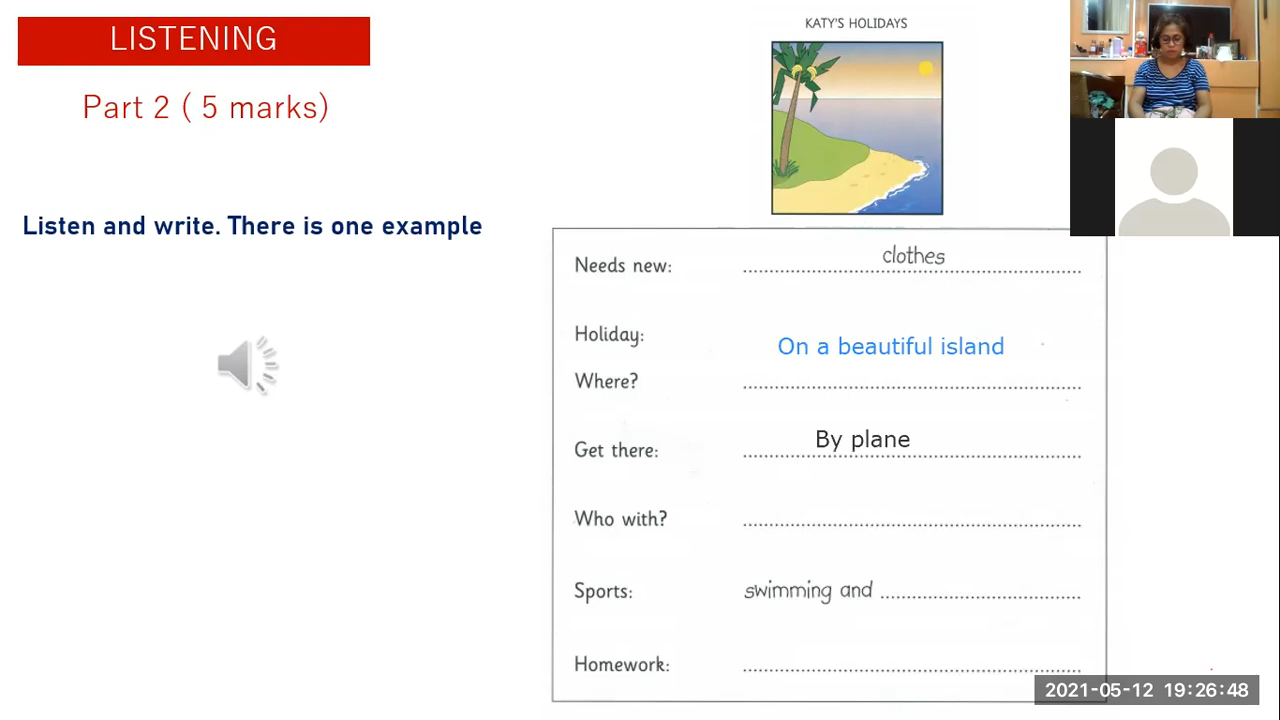 LISTENING
Part 2 ( 5 marks)
Listen and write. There is one example
KATY'S HOLIDAYS
Needs new: clothes
Holiday:
On a beautiful island
Where?
Get there: By plane
Who with?
Sports: swimming and
Homework:
2021-05-12 19:26:48